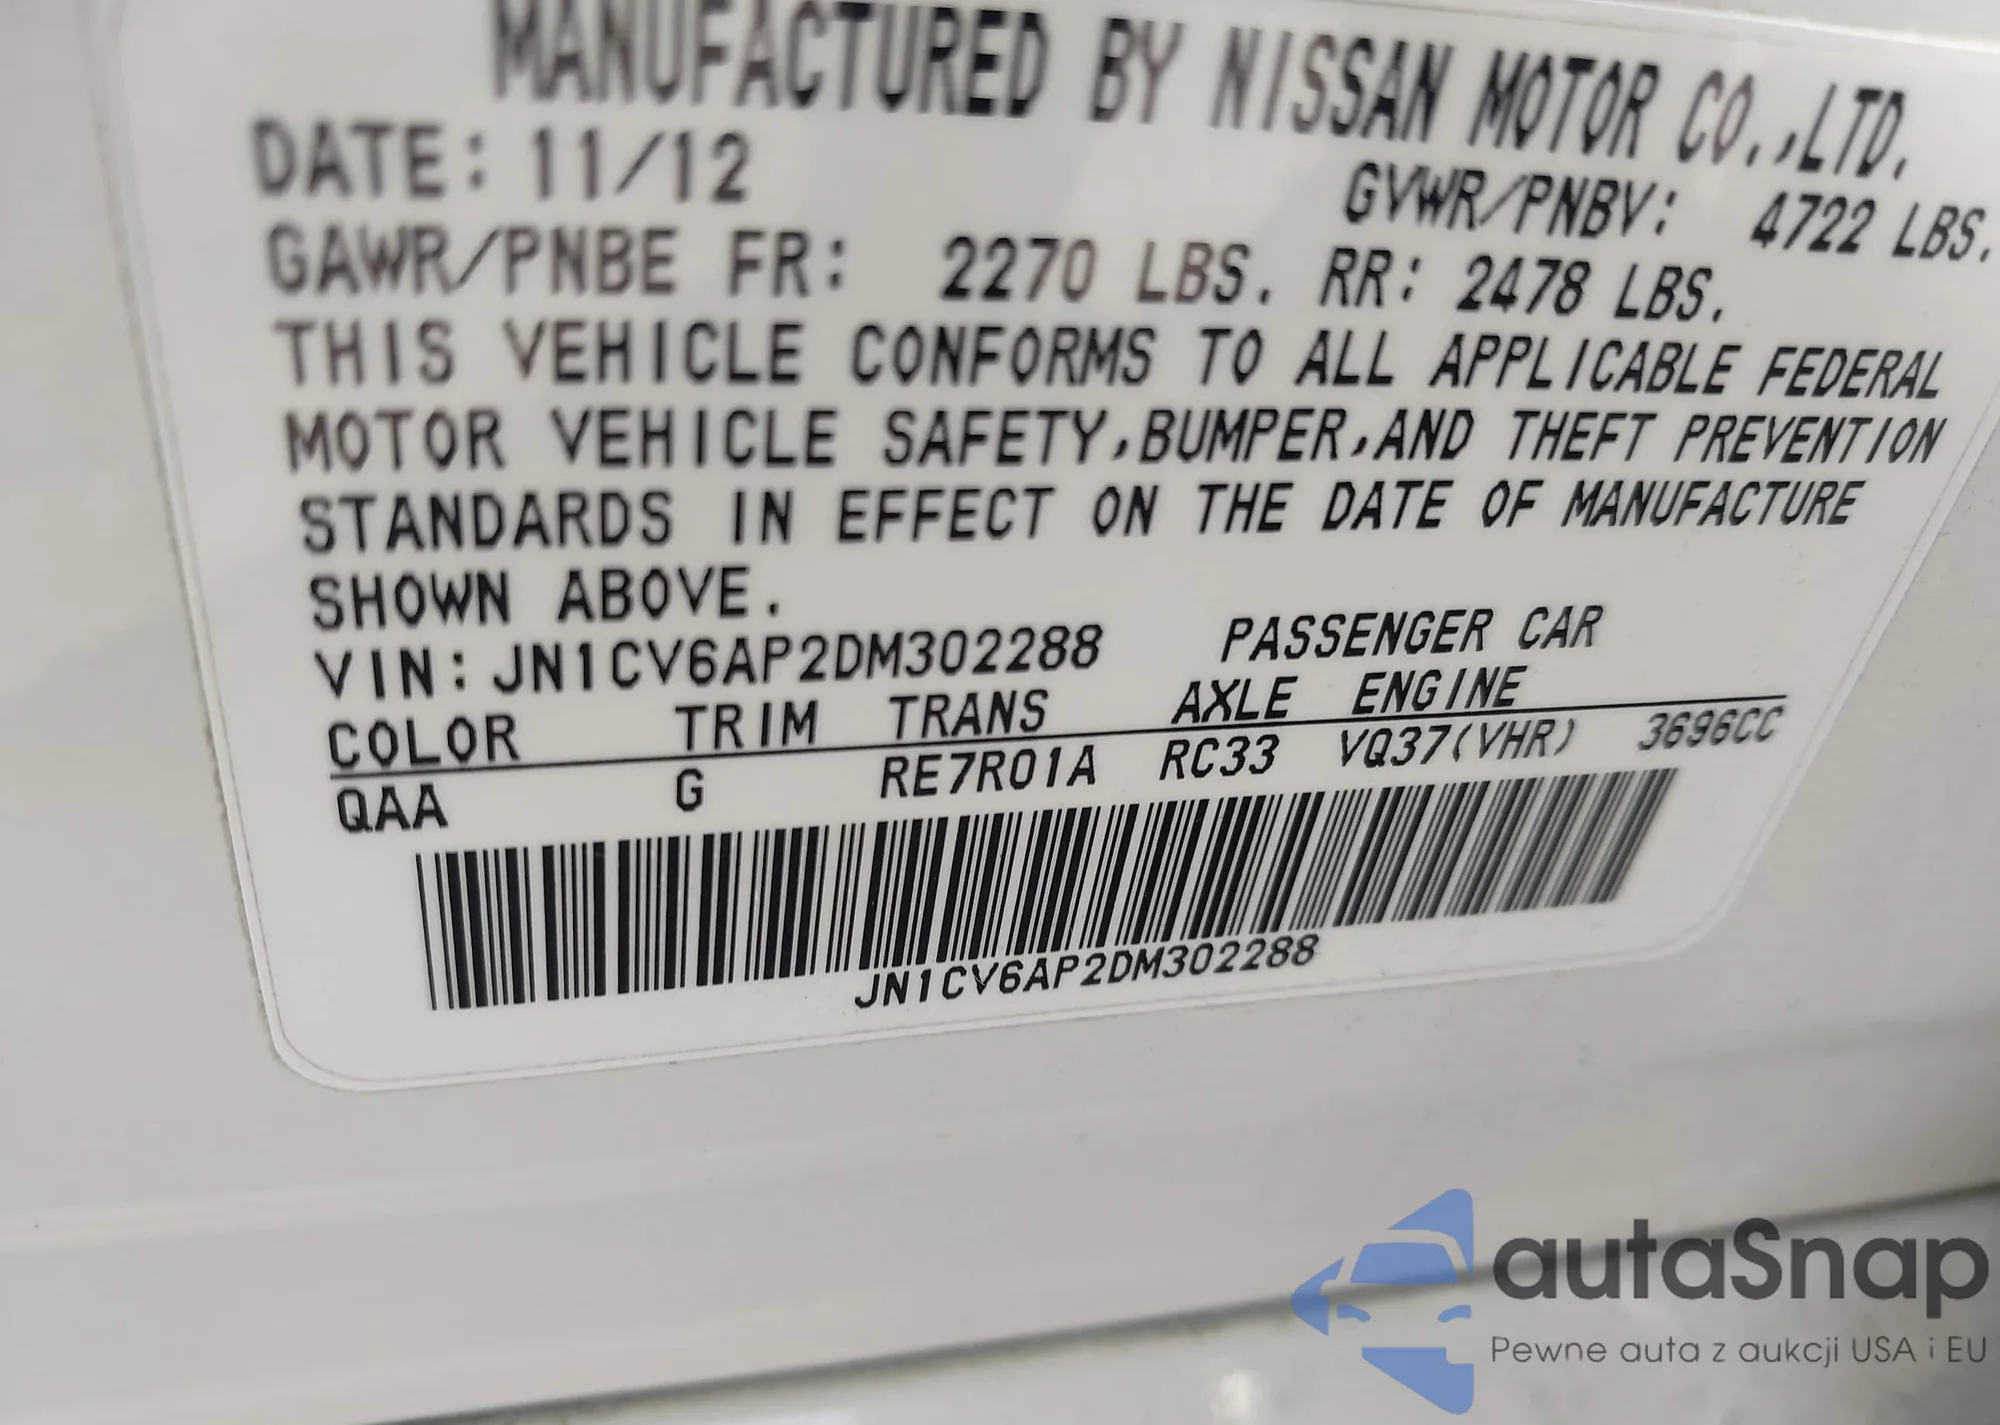 MANUFACTURED BY NISSAN MOTOR CO.,LTD.
DATE: 11/12 GVWR/PNBV: 4722 LBS.
GAWR/PNBE FR: 2270 LBS. RR: 2478 LBS.
THIS VEHICLE CONFORMS TO ALL APPLICABLE FEDERAL
MOTOR VEHICLE SAFETY,BUMPER,AND THEFT PREVENTION
STANDARDS IN EFFECT ON THE DATE OF MANUFACTURE
SHOWN ABOVE.
VIN: JN1CV6AP2DM302288 PASSENGER CAR
COLOR TRIM TRANS AXLE ENGINE
QAA G RE7R01A RC33 VQ37(VHR) 3696CC
JN1CV6AP2DM302288
autaSnap
Pewne auta z aukcji USA i EU